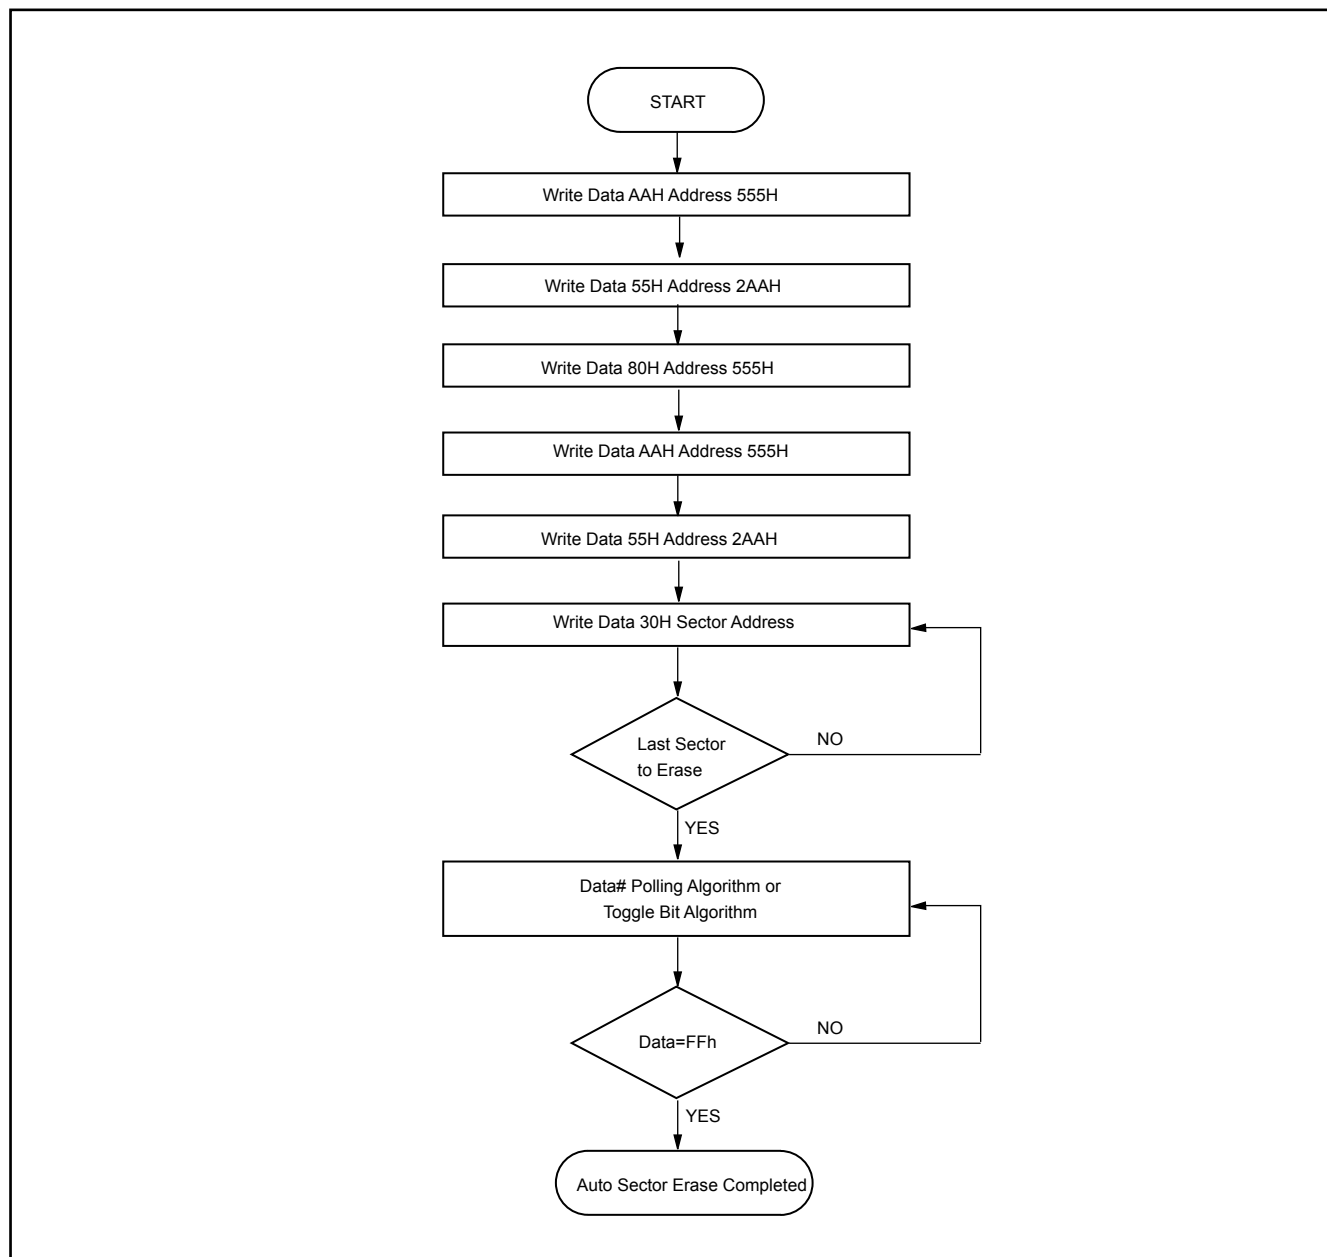 START
Write Data AAH Address 555H
Write Data 55H Address 2AAH
Write Data 80H Address 555H
Write Data AAH Address 555H
Write Data 55H Address 2AAH
Write Data 30H Sector Address
Last Sector
to Erase
NO
YES
Data# Polling Algorithm or
Toggle Bit Algorithm
Data=FFh
NO
YES
Auto Sector Erase Completed